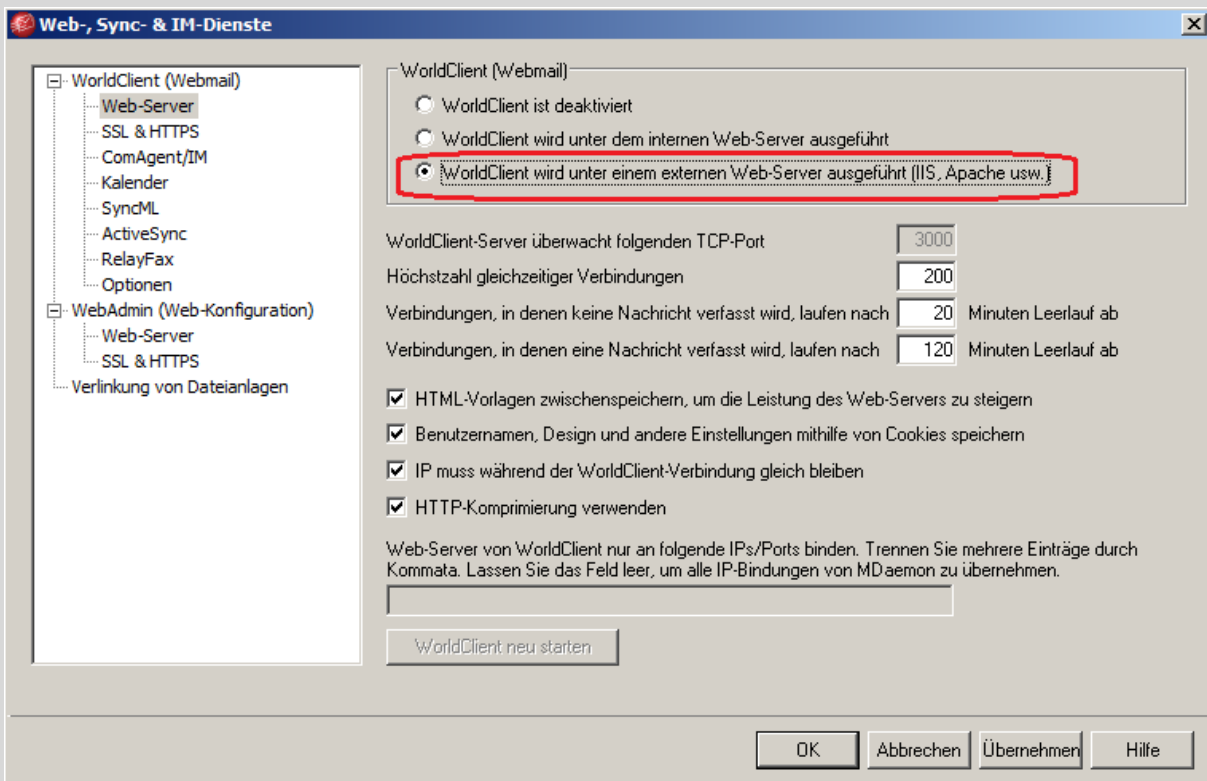 Web-, Sync- & IM-Dienste
WorldClient (Webmail)
Web-Server
SSL & HTTPS
ComAgent/IM
Kalender
SyncML
ActiveSync
RelayFax
Optionen
WebAdmin (Web-Konfiguration)
Web-Server
SSL & HTTPS
Verlinkung von Dateianlagen
WorldClient (Webmail)
WorldClient ist deaktiviert
WorldClient wird unter dem internen Web-Server ausgeführt
WorldClient wird unter einem externen Web-Server ausgeführt (IIS, Apache usw.)
WorldClient-Server überwacht folgenden TCP-Port 3000
Höchstzahl gleichzeitiger Verbindungen 200
Verbindungen, in denen keine Nachricht verfasst wird, laufen nach 20 Minuten Leerlauf ab
Verbindungen, in denen eine Nachricht verfasst wird, laufen nach 120 Minuten Leerlauf ab
HTML-Vorlagen zwischenspeichern, um die Leistung des Web-Servers zu steigern
Benutzernamen, Design und andere Einstellungen mithilfe von Cookies speichern
IP muss während der WorldClient-Verbindung gleich bleiben
HTTP-Komprimierung verwenden
Web-Server von WorldClient nur an folgende IPs/Ports binden. Trennen Sie mehrere Einträge durch
Kommata. Lassen Sie das Feld leer, um alle IP-Bindungen von MDaemon zu übernehmen.
WorldClient neu starten
OK Abbrechen Übernehmen Hilfe